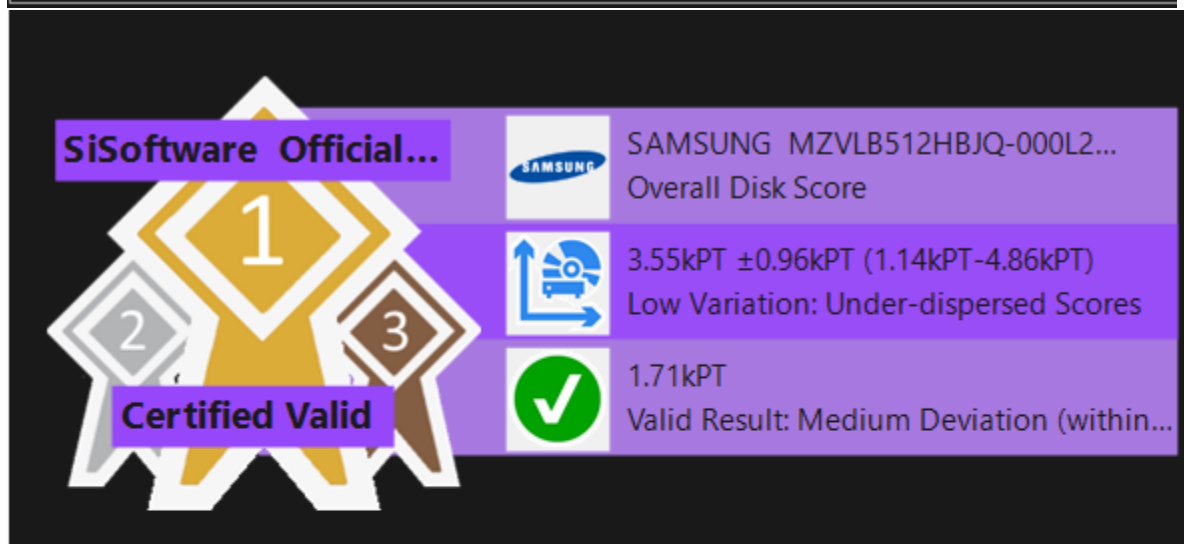 SiSoftware Official...
1
2
3
Certified Valid
SAMSUNG
SAMSUNG MZVLB512HBJQ-000L2...
Overall Disk Score
3.55kPT ±0.96kPT (1.14kPT-4.86kPT)
Low Variation: Under-dispersed Scores
1.71kPT
Valid Result: Medium Deviation (within...